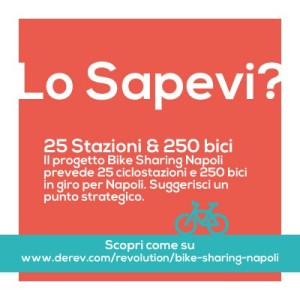 Lo Sapevi?
25 Stazioni & 250 bici
Il progetto Bike Sharing Napoli
prevede 25 ciclostazioni e 250 bici
in giro per Napoli. Suggerisci un
punto strategico.
Scopri come su
www.derev.com/revolution/bike-sharing-napoli